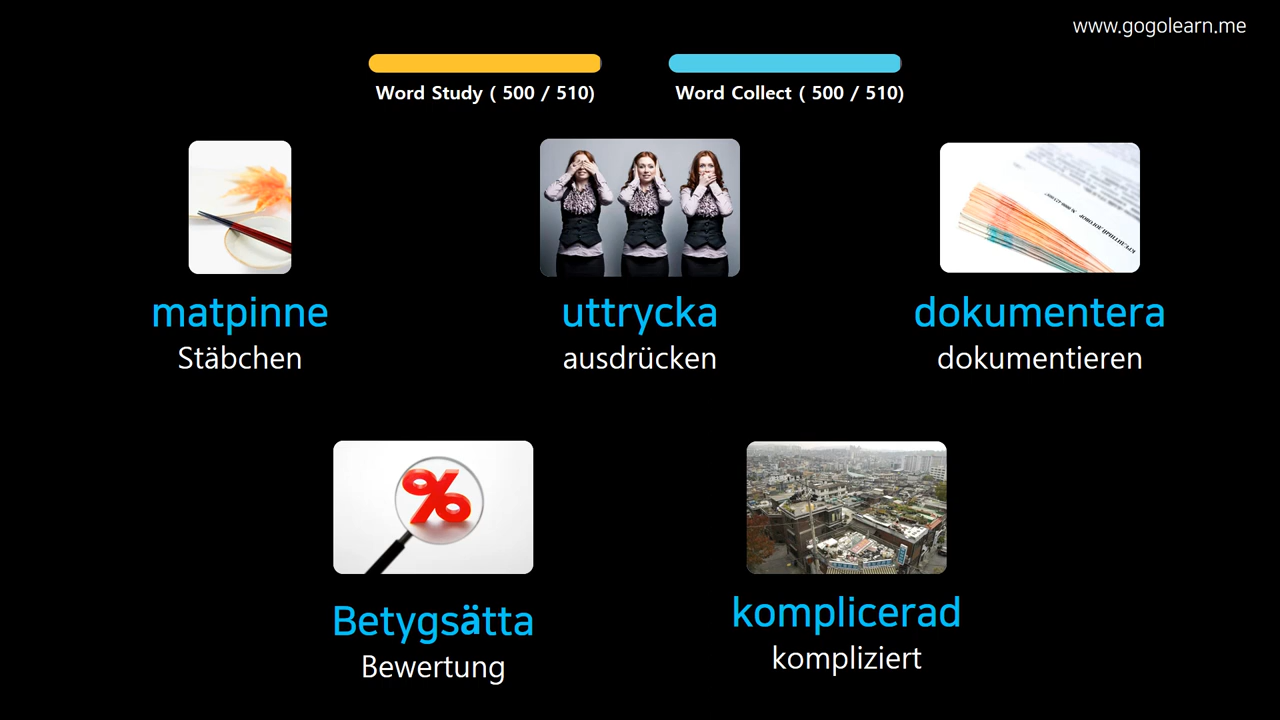 www.gogolearn.me
Word Study ( 500 / 510)
Word Collect ( 500 / 510)
matpinne
Stäbchen
uttrycka
ausdrücken
dokumentera
dokumentieren
Betygsätta
Bewertung
komplicerad
kompliziert